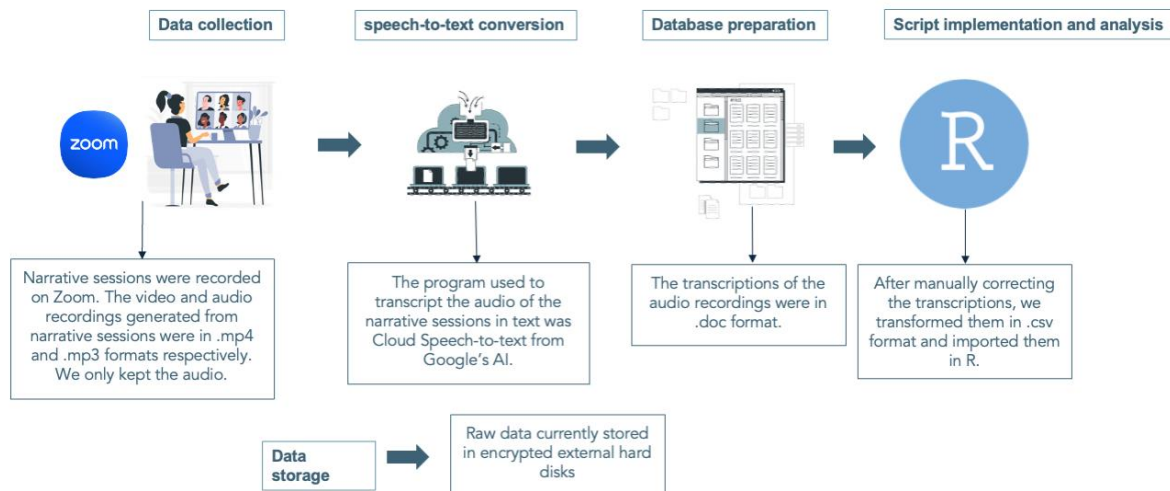 Data collection
speech-to-text conversion
Database preparation
Script implementation and analysis
zoom
R
Narrative sessions were recorded
on Zoom. The video and audio
recordings generated from
narrative sessions were in .mp4
and .mp3 formats respectively.
We only kept the audio.
The program used to
transcript the audio of the
narrative sessions in text was
Cloud Speech-to-text from
Google's AI.
The transcriptions of the
audio recordings were in
.doc format.
After manually correcting
the transcriptions, we
transformed them in .csv
format and imported them
in R.
Data
storage
Raw data currently stored
in encrypted external hard
disks